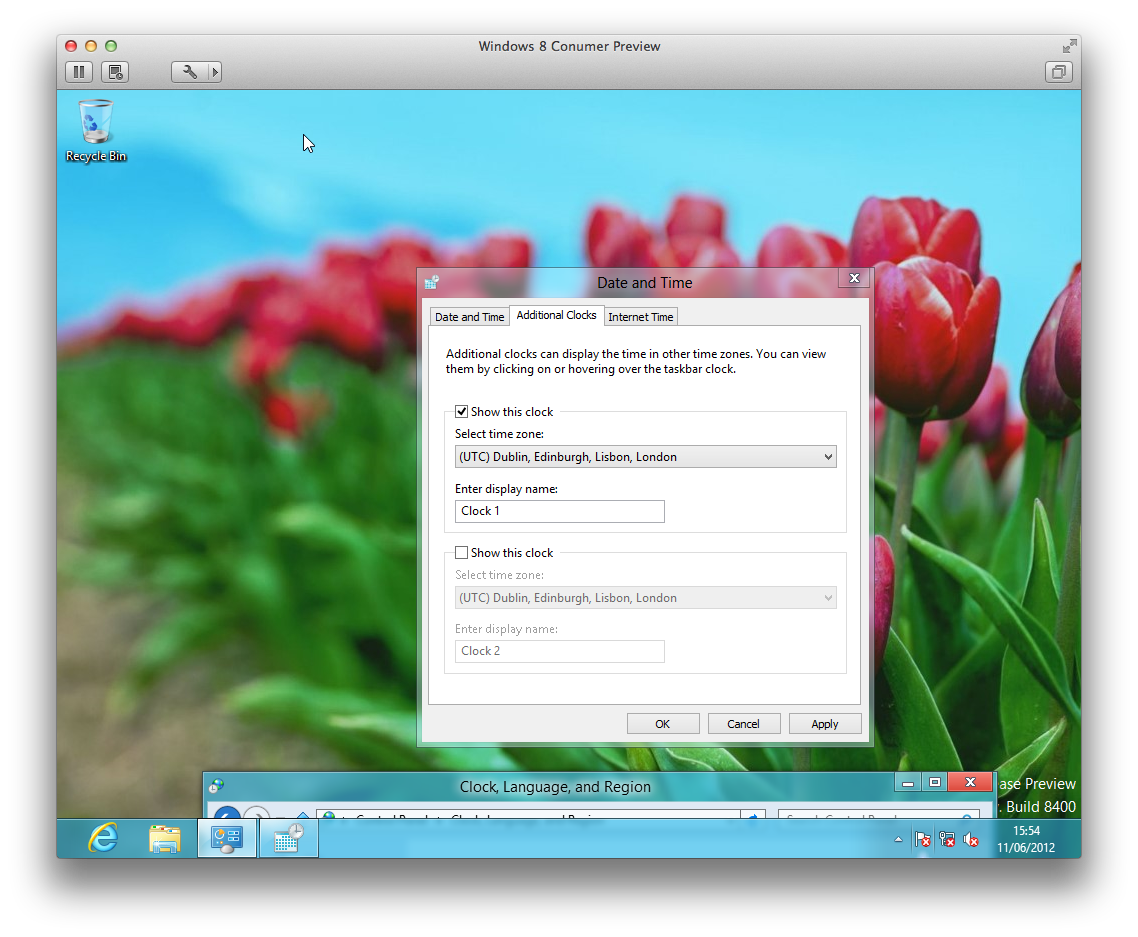 Windows 8 Conumer Preview
Recycle Bin
Date and Time
Date and Time
Additional Clocks
Internet Time
Additional clocks can display the time in other time zones. You can view
them by clicking on or hovering over the taskbar clock.
Show this clock
Select time zone:
(UTC) Dublin, Edinburgh, Lisbon, London
Enter display name:
Clock 1
Show this clock
Select time zone:
(UTC) Dublin, Edinburgh, Lisbon, London
Enter display name:
Clock 2
OK
Cancel
Apply
Clock, Language, and Region
ase Preview
. Build 8400
15:54
11/06/2012